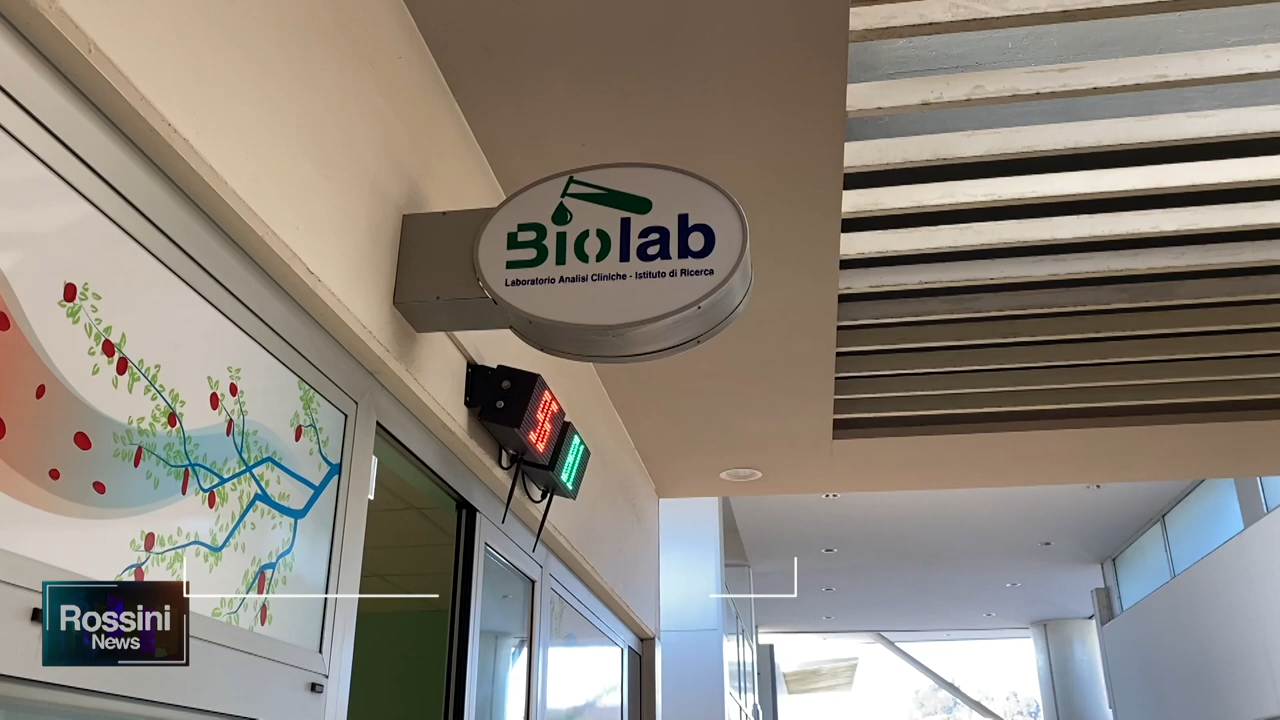 Biolab
Laboratorio Analisi Cliniche - Istituto di Ricerca
Rossini
News